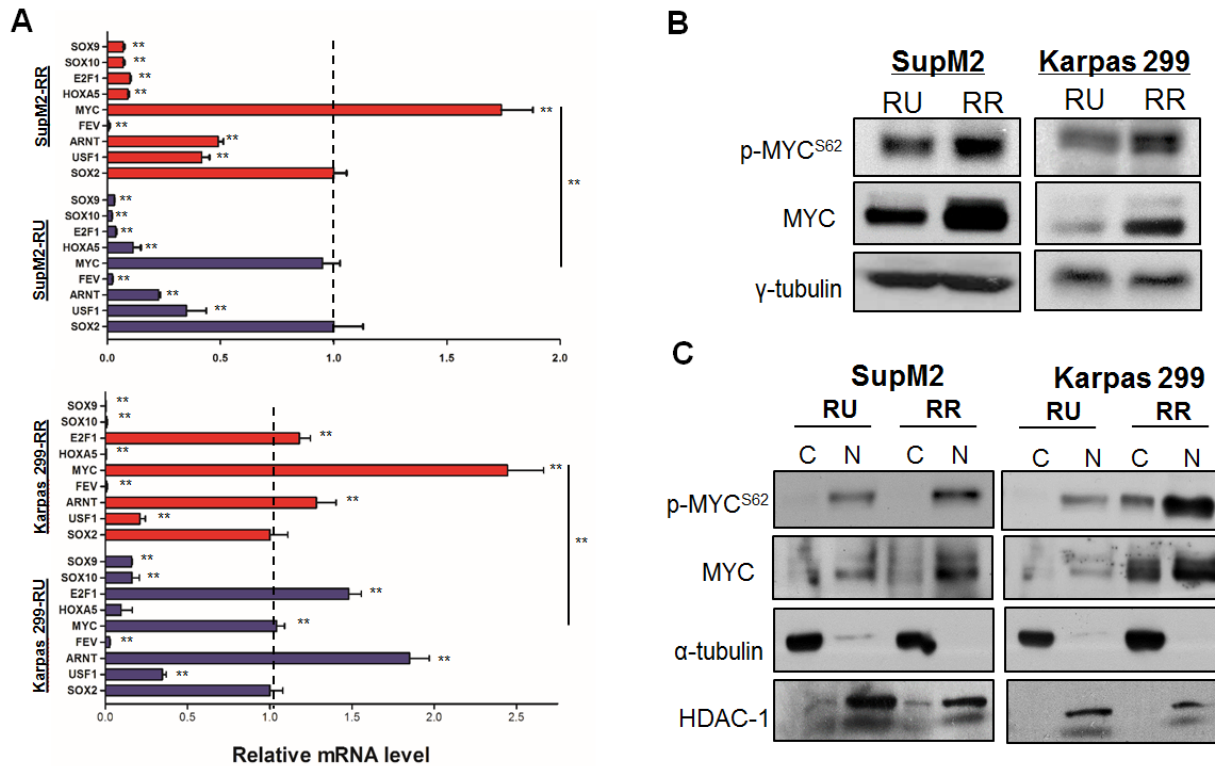 A
SupM2-RR
SOX9 **
SOX10 **
E2F1 **
HOXA5 **
MYC **
FEV **
ARNT **
USF1 **
SOX2
**
SupM2-RU
SOX9 **
SOX10 **
E2F1 **
HOXA5 **
MYC
FEV **
ARNT **
USF1 **
SOX2
0.0 0.5 1.0 1.5 2.0
Karpas 299-RR
SOX9 **
SOX10 **
E2F1 **
HOXA5 **
MYC **
FEV **
ARNT **
USF1 **
SOX2
**
Karpas 299-RU
SOX9 **
SOX10 **
E2F1 **
HOXA5
MYC **
FEV **
ARNT **
USF1 **
SOX2
0.0 0.5 1.0 1.5 2.0 2.5
Relative mRNA level
B
SupM2 Karpas 299
RU RR RU RR
p-MYC^S62
MYC
γ-tubulin
C
SupM2 Karpas 299
RU RR RU RR
C N C N C N C N
p-MYC^S62
MYC
α-tubulin
HDAC-1